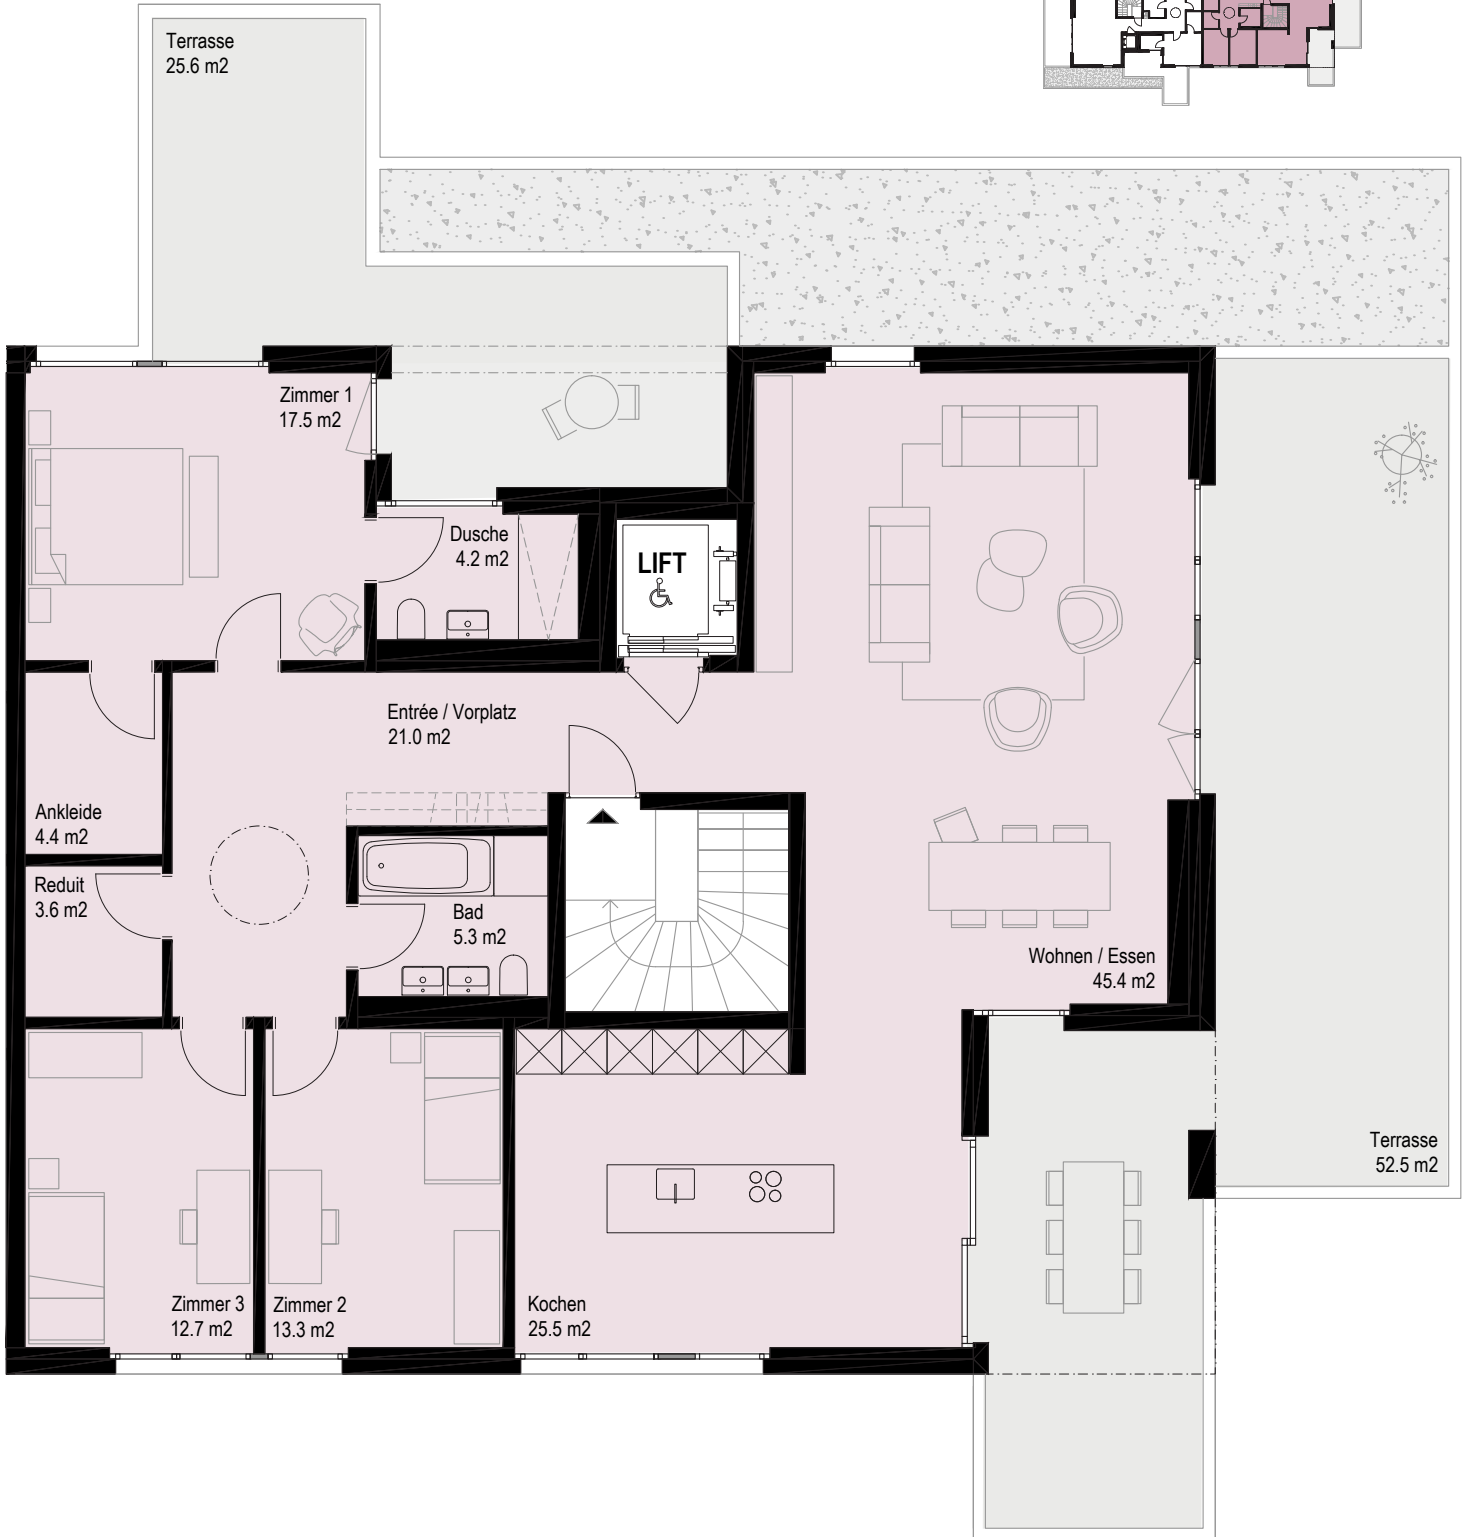 Terrasse
25.6 m2
Zimmer 1
17.5 m2
Dusche
4.2 m2
LIFT
Entrée / Vorplatz
21.0 m2
Ankleide
4.4 m2
Reduit
3.6 m2
Bad
5.3 m2
Wohnen / Essen
45.4 m2
Terrasse
52.5 m2
Zimmer 3
12.7 m2
Zimmer 2
13.3 m2
Kochen
25.5 m2